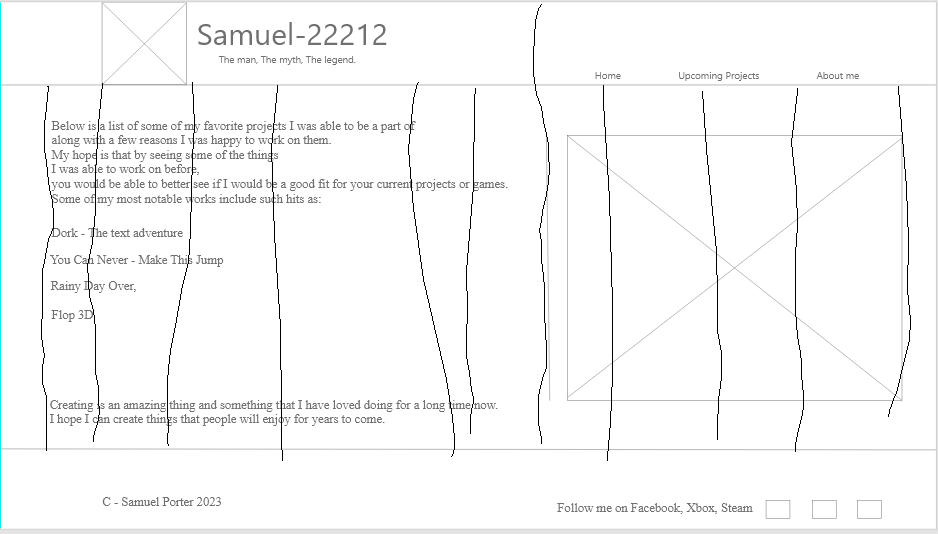 Samuel-22212
The man, The myth, The legend.
Home Upcoming Projects About me
Below is a list of some of my favorite projects I was able to be a part of
along with a few reasons I was happy to work on them.
My hope is that by seeing some of the things
I was able to work on before,
you would be able to better see if I would be a good fit for your current projects or games.
Some of my most notable works include such hits as:
Dork - The text adventure
You Can Never - Make This Jump
Rainy Day Over,
Flop 3D
Creating is an amazing thing and something that I have loved doing for a long time now.
I hope I can create things that people will enjoy for years to come.
C - Samuel Porter 2023
Follow me on Facebook, Xbox, Steam